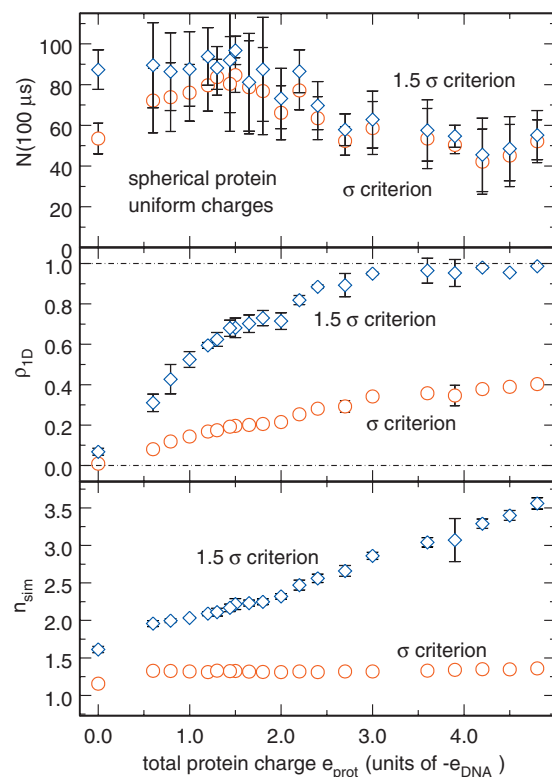 N(100 μs)
100
80
60
40
20
0
1.5 σ criterion
spherical protein
uniform charges
σ criterion
ρ1D
1.0
0.8
0.6
0.4
0.2
0.0
1.5 σ criterion
σ criterion
nsim
3.5
3.0
2.5
2.0
1.5
1.0
1.5 σ criterion
σ criterion
0.0 1.0 2.0 3.0 4.0
total protein charge eprot (units of -eDNA)